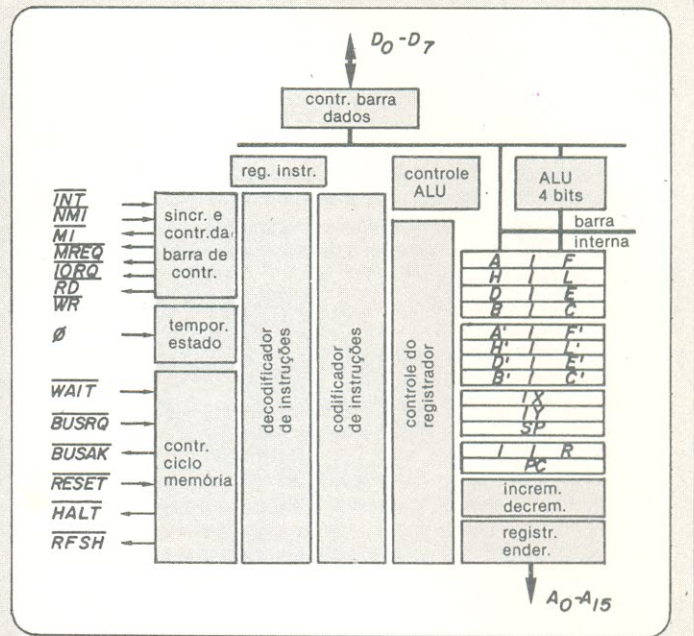 D0-D7
contr. barra
dados
reg. instr.
controle
ALU
ALU
4 bits
barra
interna
INT
NMI
MI
MREQ
IORQ
RD
WR
Ø
WAIT
BUSRQ
BUSAK
RESET
HALT
RFSH
sincr. e
contr.da
barra de
contr.
tempor.
estado
contr.
ciclo
memória
decodificador
de instruções
codificador
de instruções
controle do
registrador
A I F
H I L
D I E
B I C
A' I F'
H' I L'
D' I E'
B' I C'
IX
IY
SP
I I R
PC
increm.
decrem.
registr.
ender.
A0-A15